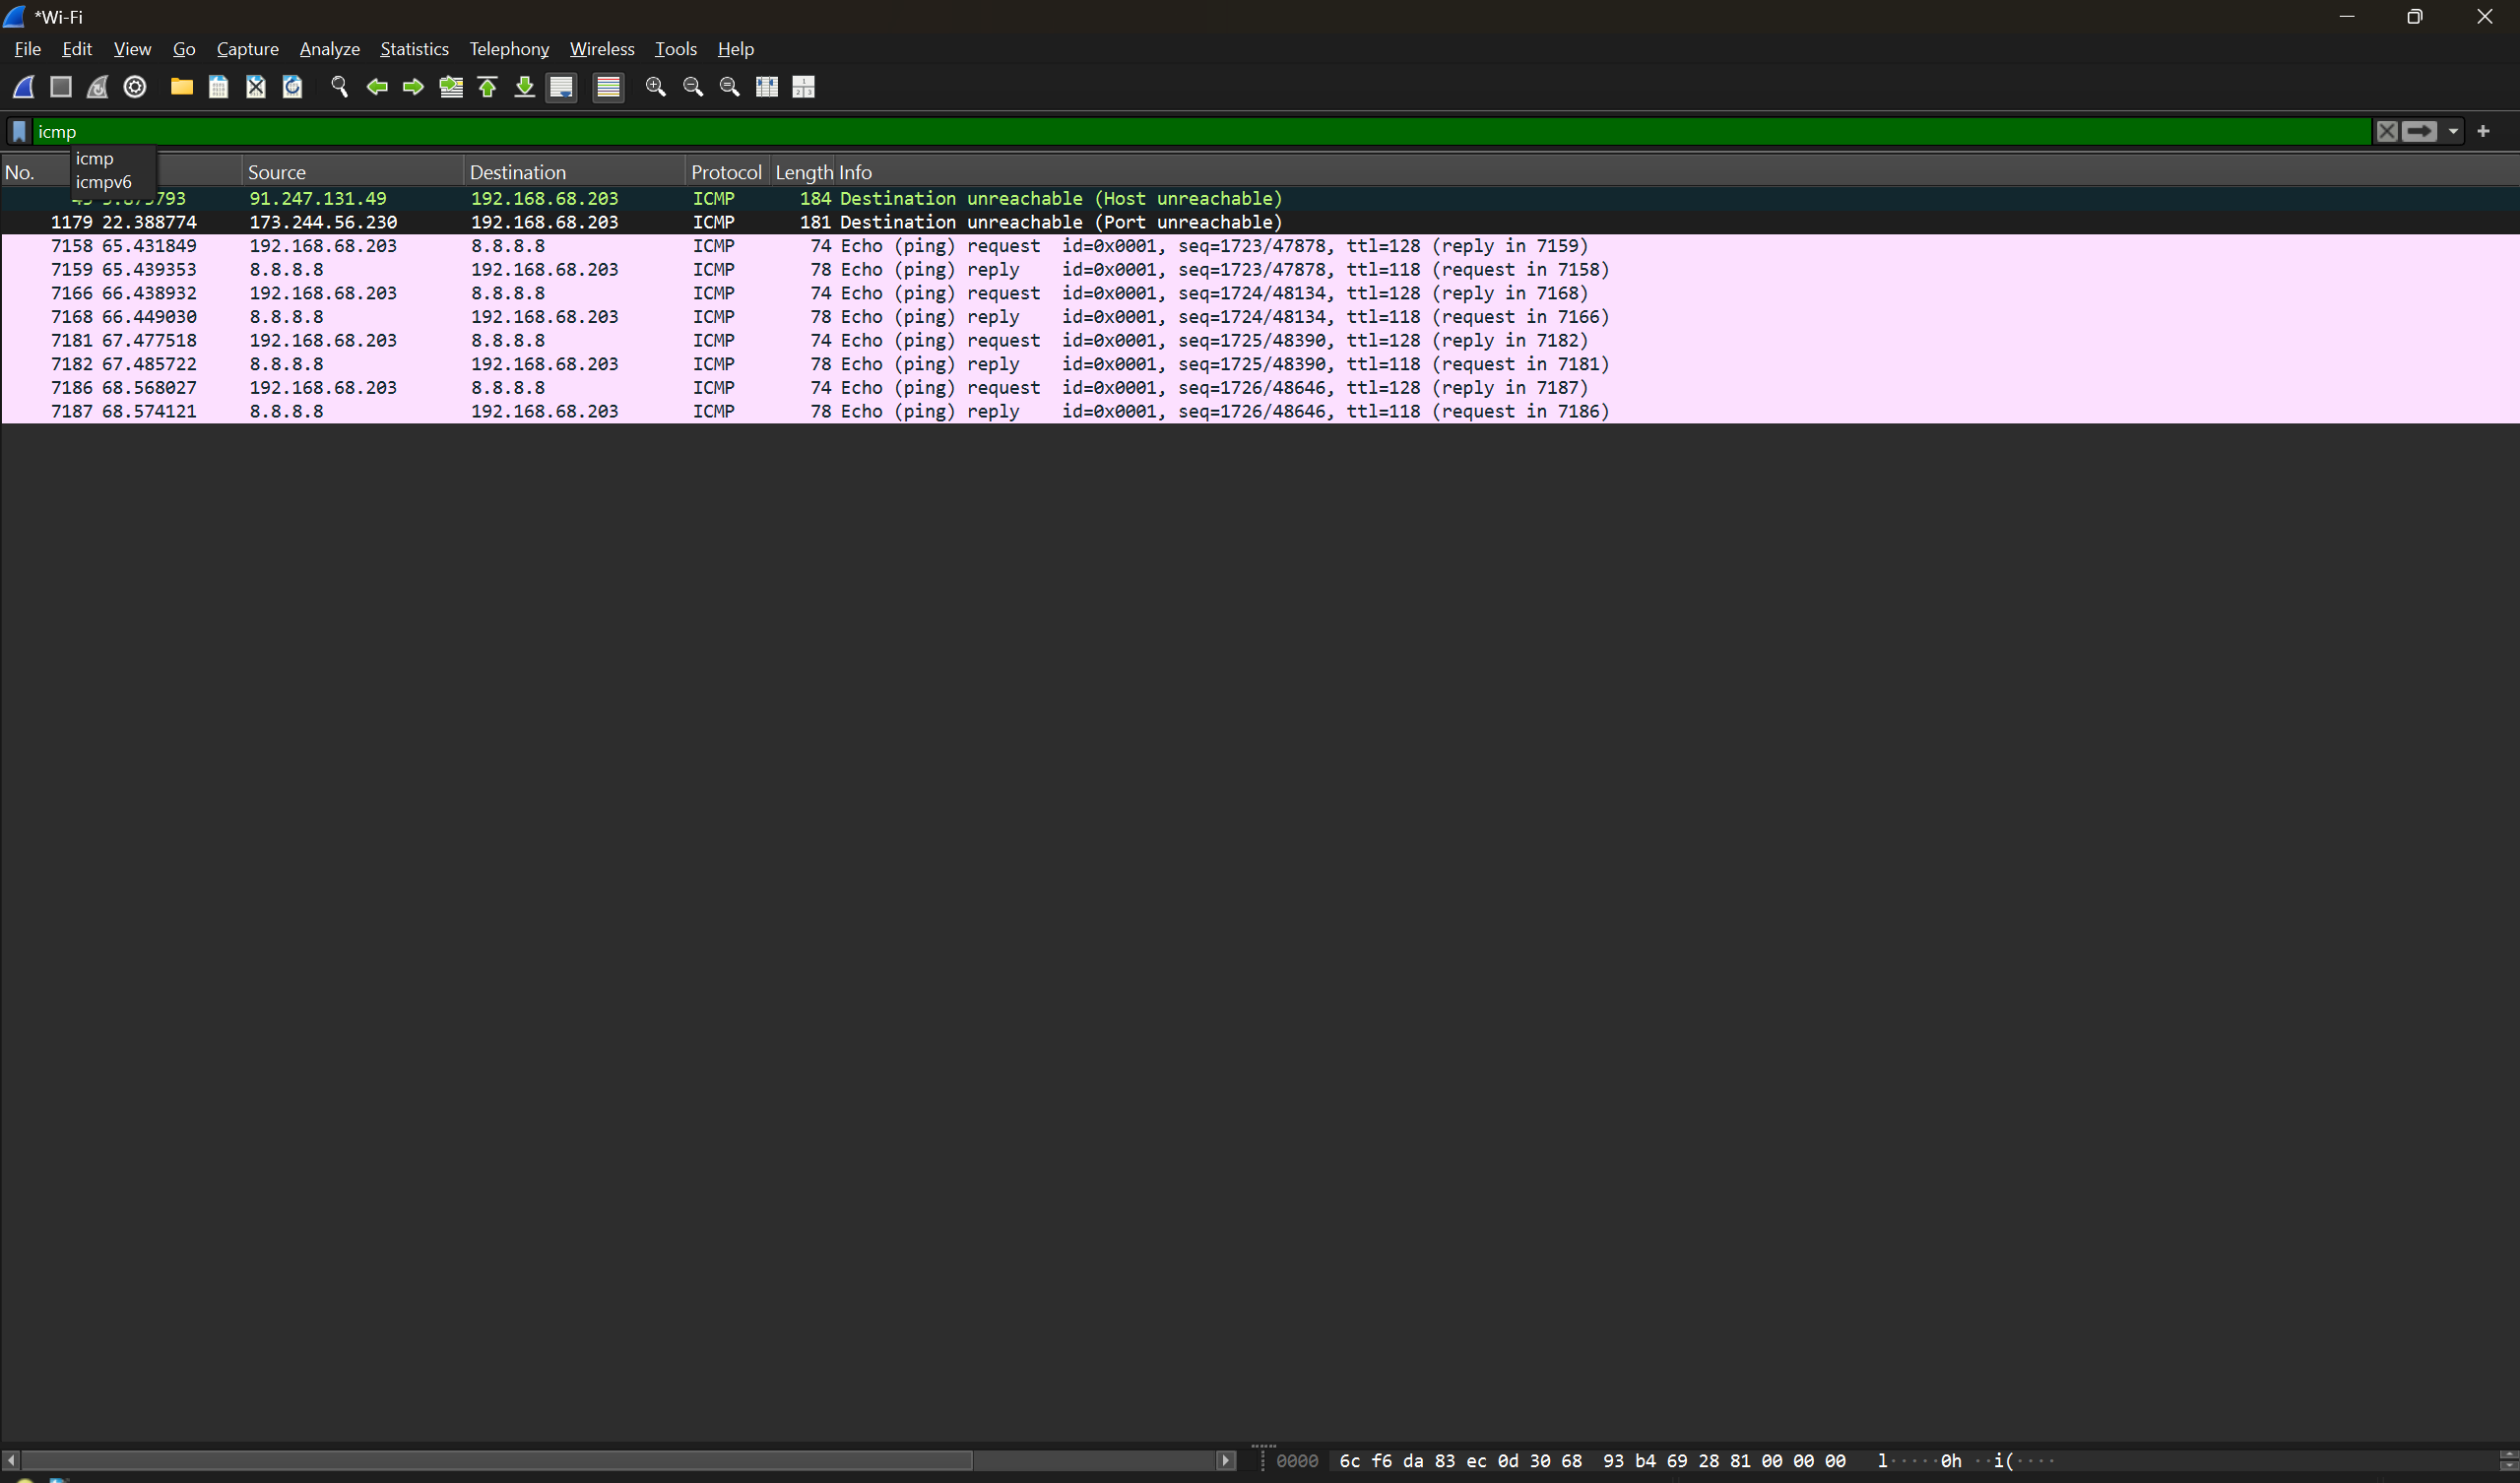 *Wi-Fi
File Edit View Go Capture Analyze Statistics Telephony Wireless Tools Help
icmp
icmp
icmpv6
No. Source Destination Protocol Length Info
793 91.247.131.49 192.168.68.203 ICMP 184 Destination unreachable (Host unreachable)
1179 22.388774 173.244.56.230 192.168.68.203 ICMP 181 Destination unreachable (Port unreachable)
7158 65.431849 192.168.68.203 8.8.8.8 ICMP 74 Echo (ping) request id=0x0001, seq=1723/47878, ttl=128 (reply in 7159)
7159 65.439353 8.8.8.8 192.168.68.203 ICMP 78 Echo (ping) reply id=0x0001, seq=1723/47878, ttl=118 (request in 7158)
7166 66.438932 192.168.68.203 8.8.8.8 ICMP 74 Echo (ping) request id=0x0001, seq=1724/48134, ttl=128 (reply in 7168)
7168 66.449030 8.8.8.8 192.168.68.203 ICMP 78 Echo (ping) reply id=0x0001, seq=1724/48134, ttl=118 (request in 7166)
7181 67.477518 192.168.68.203 8.8.8.8 ICMP 74 Echo (ping) request id=0x0001, seq=1725/48390, ttl=128 (reply in 7182)
7182 67.485722 8.8.8.8 192.168.68.203 ICMP 78 Echo (ping) reply id=0x0001, seq=1725/48390, ttl=118 (request in 7181)
7186 68.568027 192.168.68.203 8.8.8.8 ICMP 74 Echo (ping) request id=0x0001, seq=1726/48646, ttl=128 (reply in 7187)
7187 68.574121 8.8.8.8 192.168.68.203 ICMP 78 Echo (ping) reply id=0x0001, seq=1726/48646, ttl=118 (request in 7186)
0000 6c f6 da 83 ec 0d 30 68 93 b4 69 28 81 00 00 00 l·····0h ··i(····